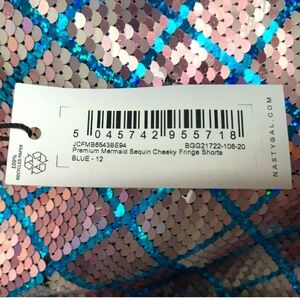 5 045742 955718
JCFMB6543BE94 BGG21722-106-20
Premium Mermaid Sequin Cheeky Fringe Shorts
BLUE - 12
NASTYGAL.COM
100%
RECYCLED PAPER